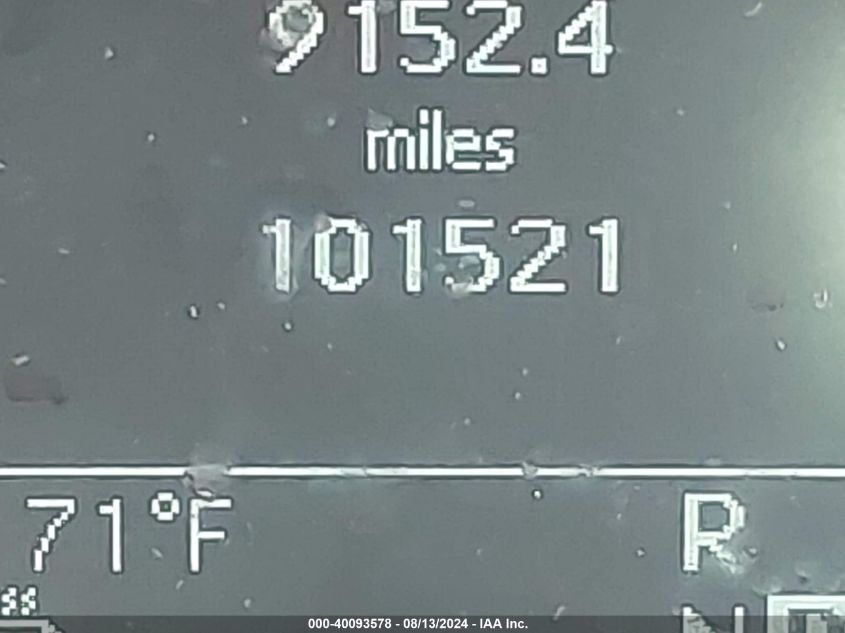 9152.4
miles
101521
71°F R
N
000-40093578 - 08/13/2024 - IAA Inc.